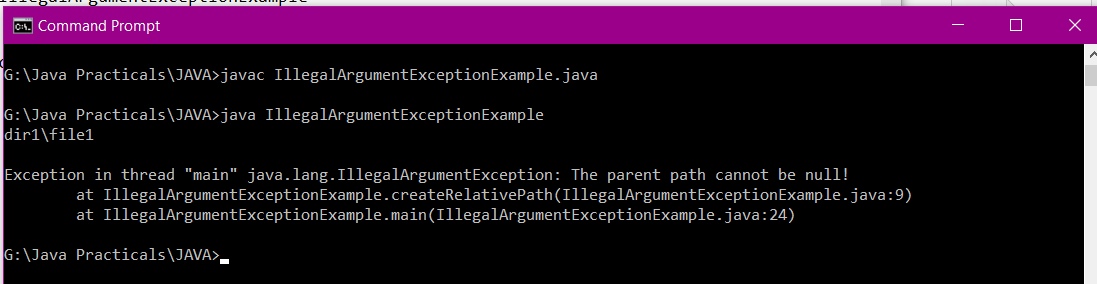 IllegalArgumentExceptionExample
Command Prompt
G:\Java Practicals\JAVA>javac IllegalArgumentExceptionExample.java
G:\Java Practicals\JAVA>java IllegalArgumentExceptionExample
dir1\file1
Exception in thread "main" java.lang.IllegalArgumentException: The parent path cannot be null!
at IllegalArgumentExceptionExample.createRelativePath(IllegalArgumentExceptionExample.java:9)
at IllegalArgumentExceptionExample.main(IllegalArgumentExceptionExample.java:24)
G:\Java Practicals\JAVA>